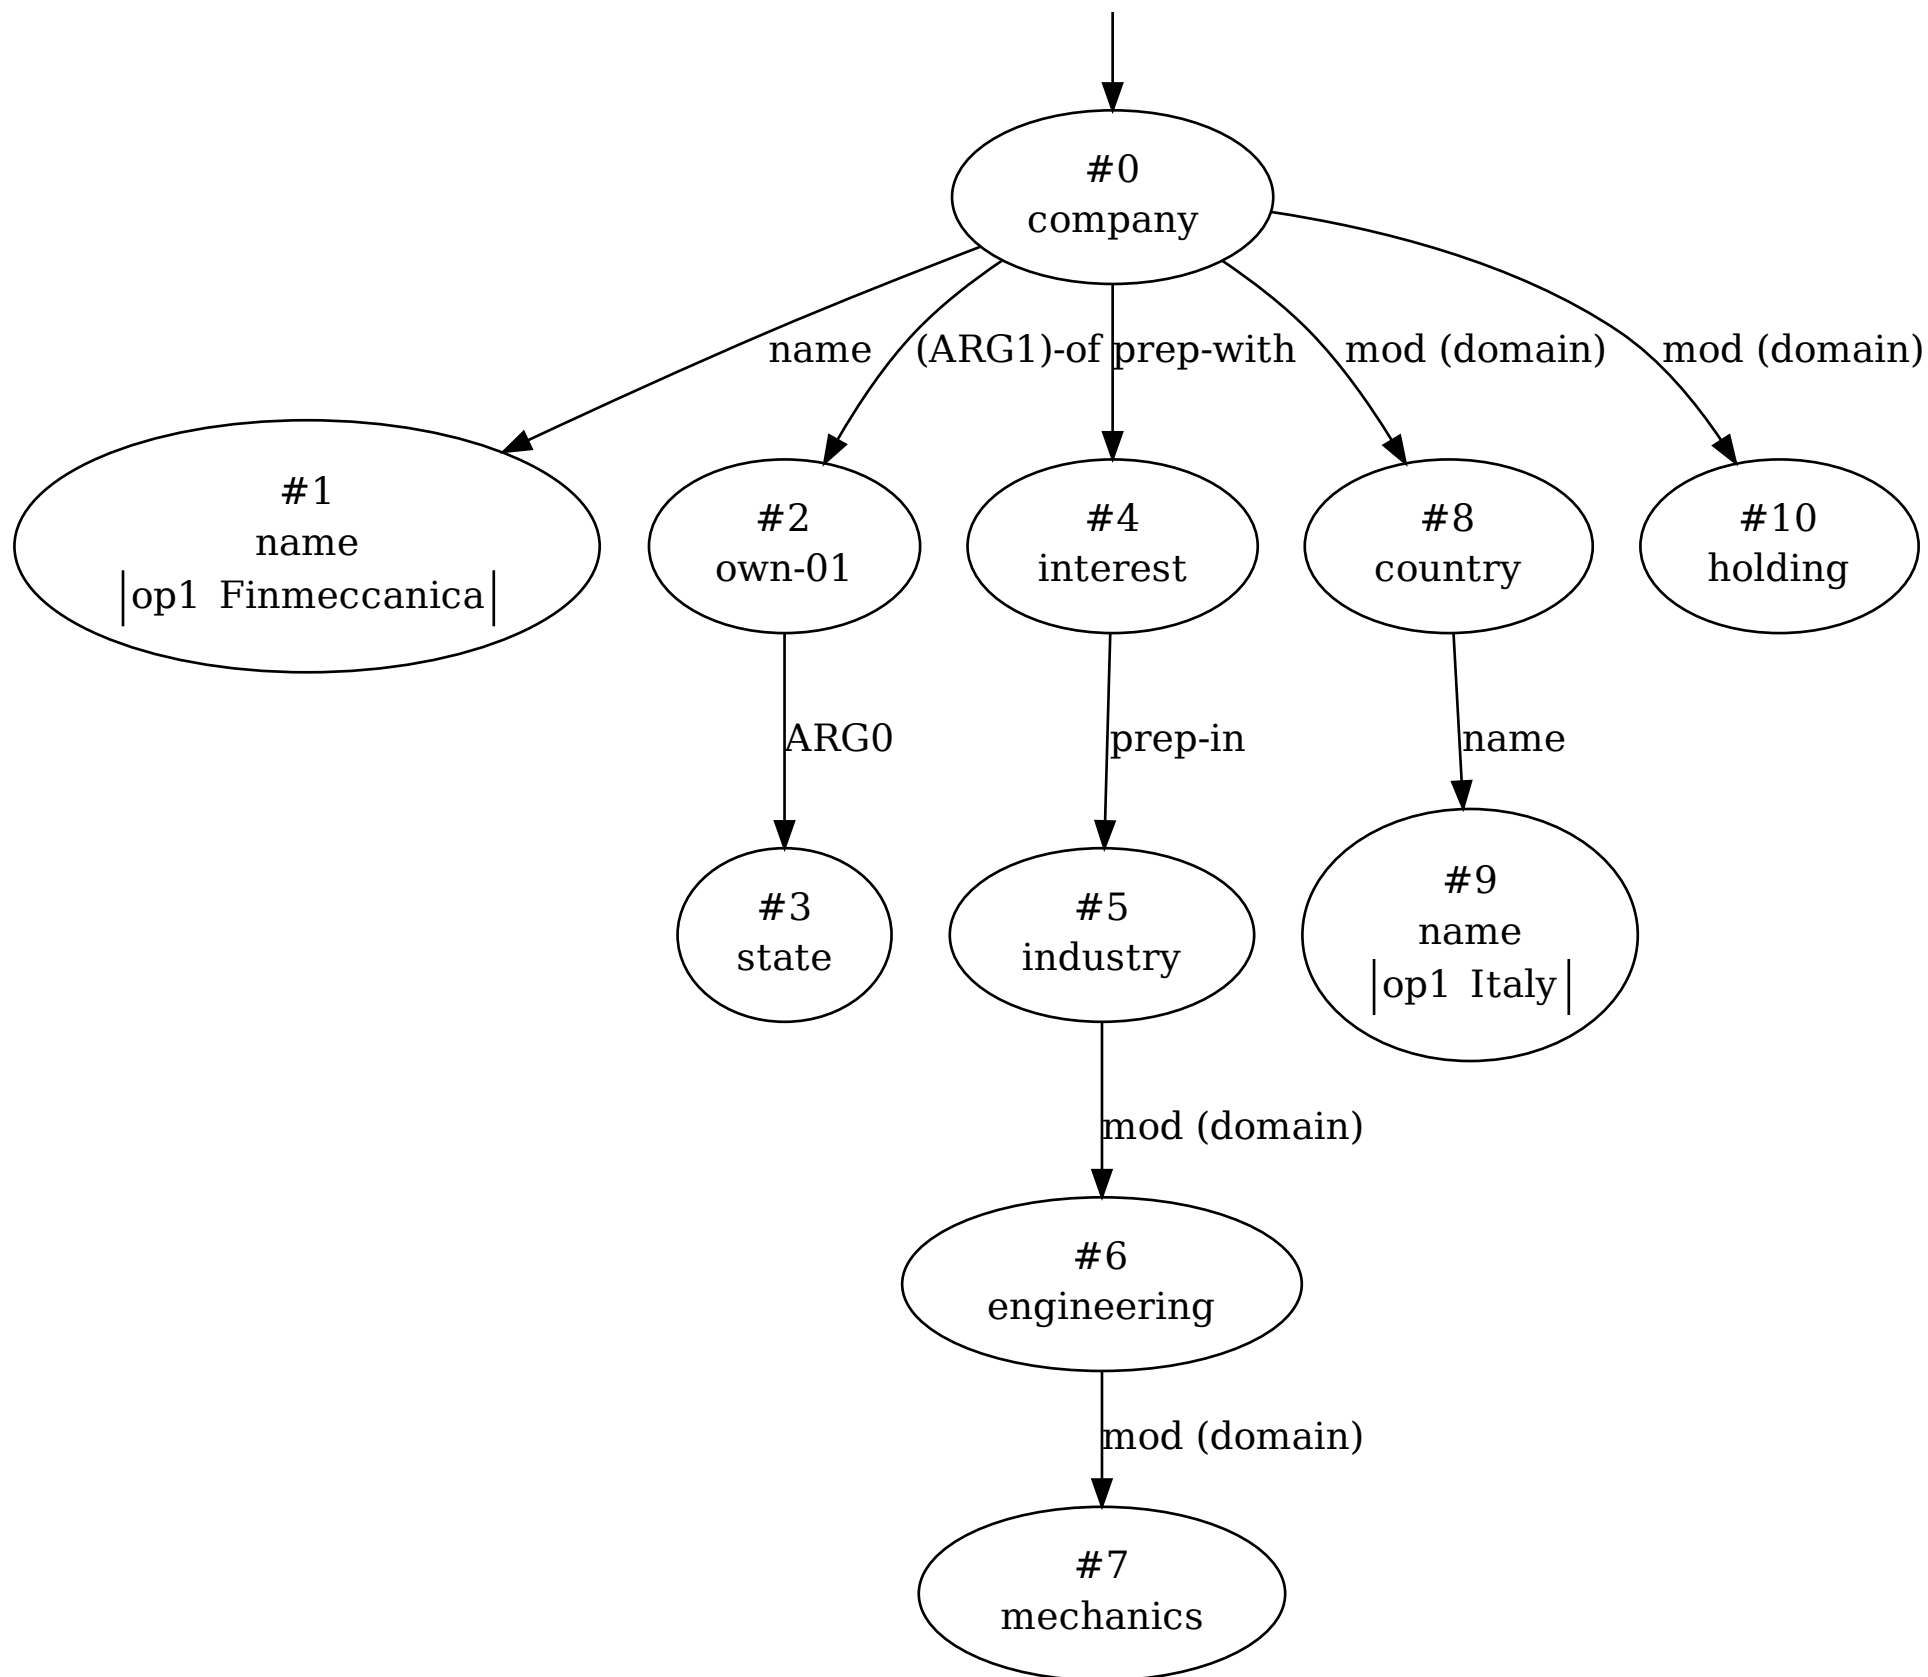 #0
company
name
(ARG1)-of
prep-with
mod (domain)
mod (domain)
#1
name
|op1 Finmeccanica|
#2
own-01
#4
interest
#8
country
#10
holding
ARG0
prep-in
name
#3
state
#5
industry
#9
name
|op1 Italy|
mod (domain)
#6
engineering
mod (domain)
#7
mechanics